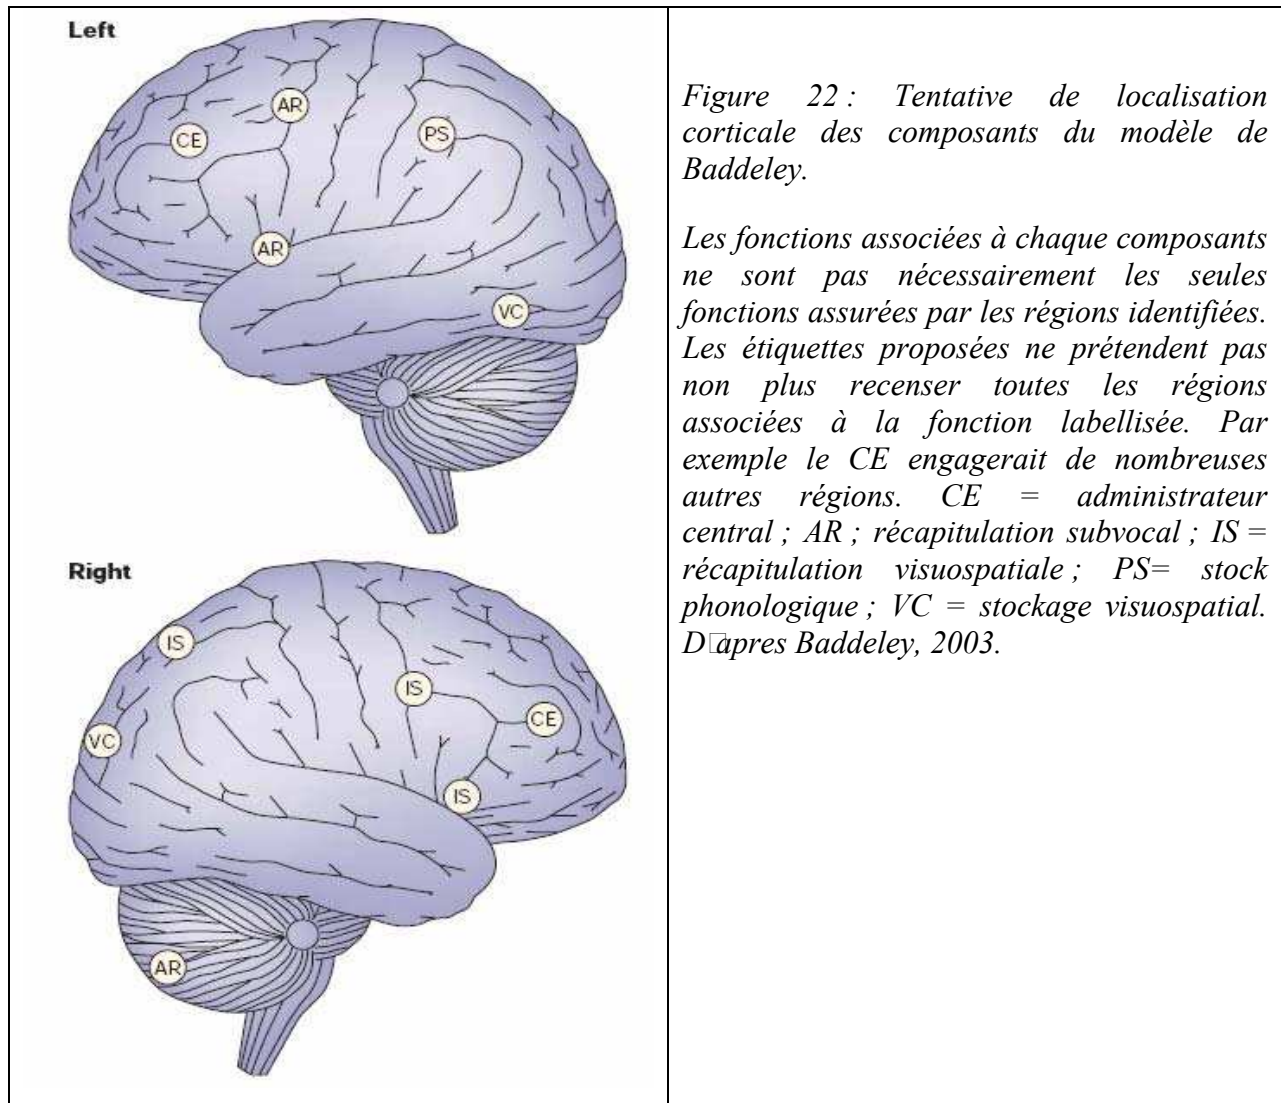 Left
AR
CE
PS
AR
VC
Right
IS
IS
CE
VC
IS
AR
Figure 22 : Tentative de localisation
corticale des composants du modèle de
Baddeley.
Les fonctions associées à chaque composants
ne sont pas nécessairement les seules
fonctions assurées par les régions identifiées.
Les étiquettes proposées ne prétendent pas
non plus recenser toutes les régions
associées à la fonction labellisée. Par
exemple le CE engagerait de nombreuses
autres régions. CE = administrateur
central ; AR ; récapitulation subvocal ; IS =
récapitulation visuospatiale ; PS= stock
phonologique ; VC = stockage visuospatial.
D□apres Baddeley, 2003.